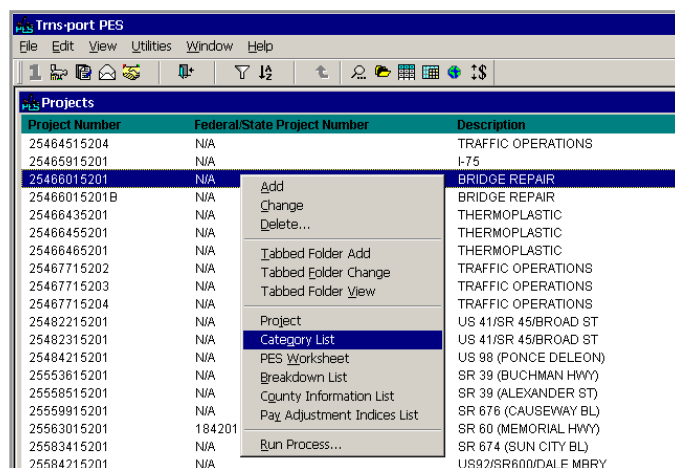 Trns•port PES
File Edit View Utilities Window Help
Projects
Project Number Federal/State Project Number Description
25464515204 N/A TRAFFIC OPERATIONS
25465915201 N/A I-75
25466015201 N/A BRIDGE REPAIR
25466015201B N/A BRIDGE REPAIR
25466435201 N/A THERMOPLASTIC
25466455201 N/A THERMOPLASTIC
25466465201 N/A THERMOPLASTIC
25467715202 N/A TRAFFIC OPERATIONS
25467715203 N/A TRAFFIC OPERATIONS
25467715204 N/A TRAFFIC OPERATIONS
25482215201 N/A US 41/SR 45/BROAD ST
25482315201 N/A US 41/SR 45/BROAD ST
25484215201 N/A US 98 (PONCE DELEON)
25553615201 N/A SR 39 (BUCHMAN HWY)
25558515201 N/A SR 39 (ALEXANDER ST)
25559915201 N/A SR 676 (CAUSEWAY BL)
25563015201 184201 SR 60 (MEMORIAL HWY)
25583415201 N/A SR 674 (SUN CITY BL)
25584215201 N/A US92/SR600/DALE MBRY
Add
Change
Delete...
Tabbed Folder Add
Tabbed Folder Change
Tabbed Folder View
Project
Category List
PES Worksheet
Breakdown List
County Information List
Pay Adjustment Indices List
Run Process...